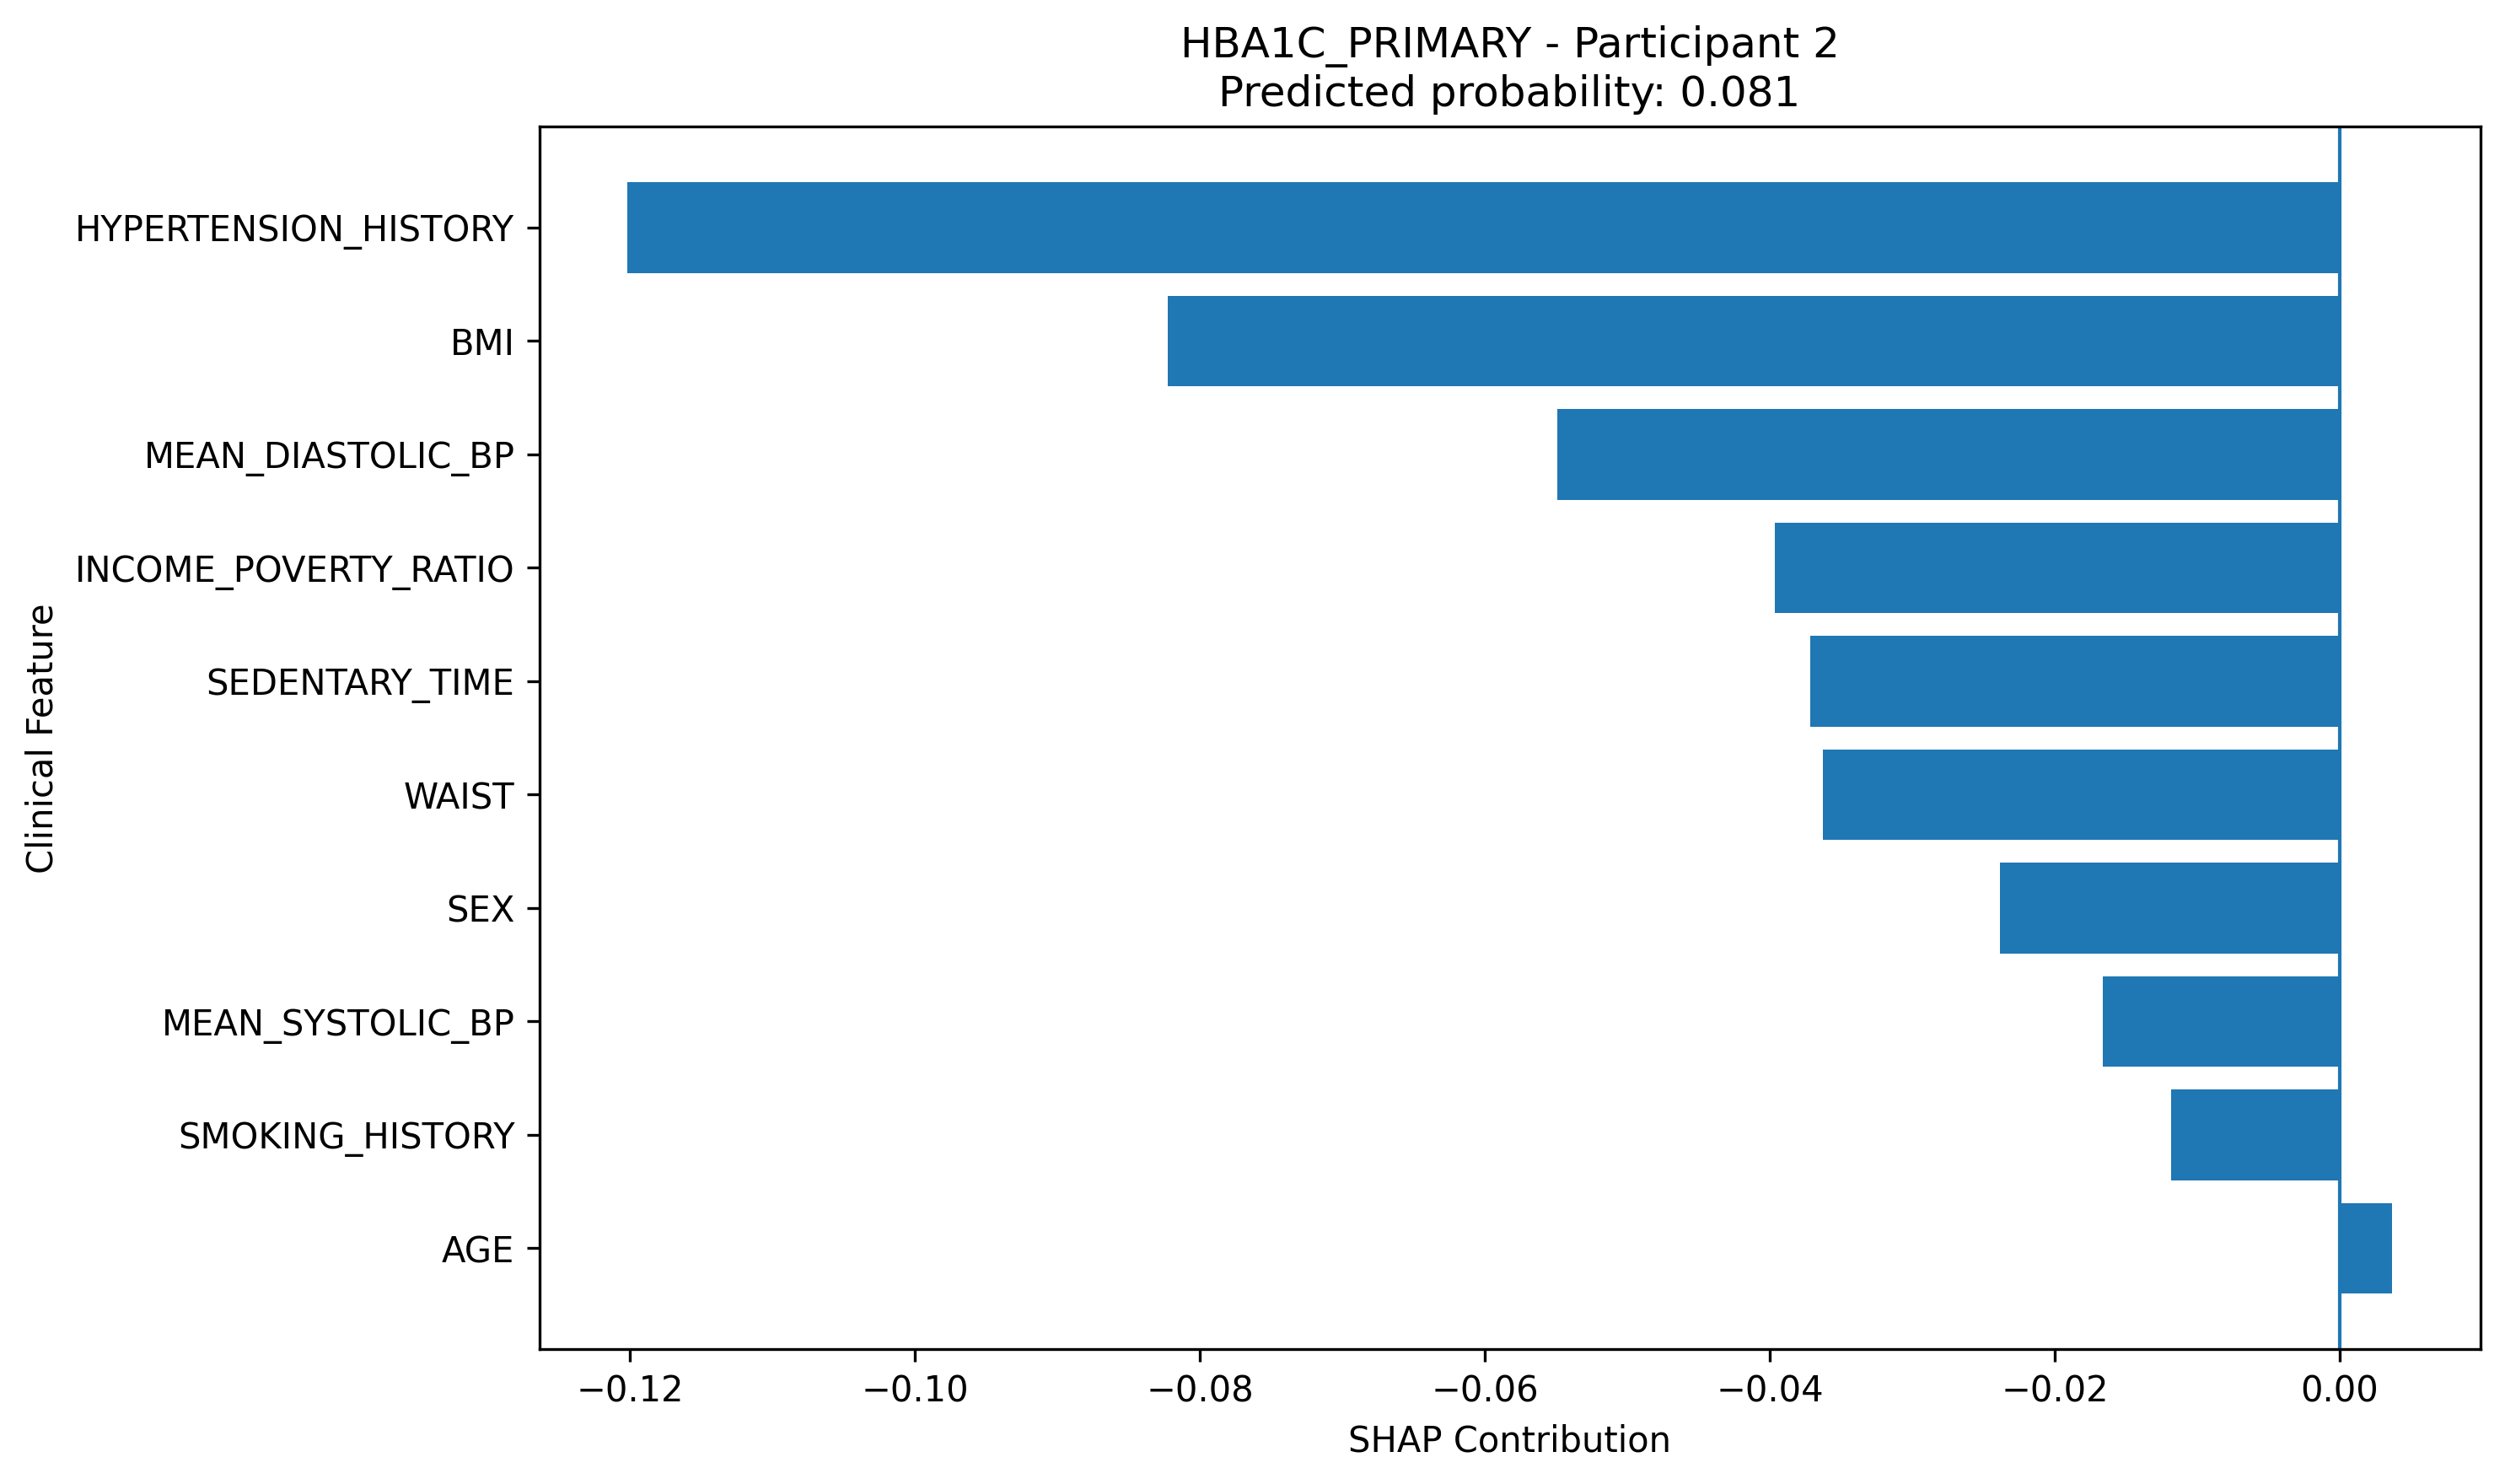 HBA1C_PRIMARY - Participant 2
Predicted probability: 0.081
Clinical Feature
HYPERTENSION_HISTORY
BMI
MEAN_DIASTOLIC_BP
INCOME_POVERTY_RATIO
SEDENTARY_TIME
WAIST
SEX
MEAN_SYSTOLIC_BP
SMOKING_HISTORY
AGE
−0.12 −0.10 −0.08 −0.06 −0.04 −0.02 0.00
SHAP Contribution